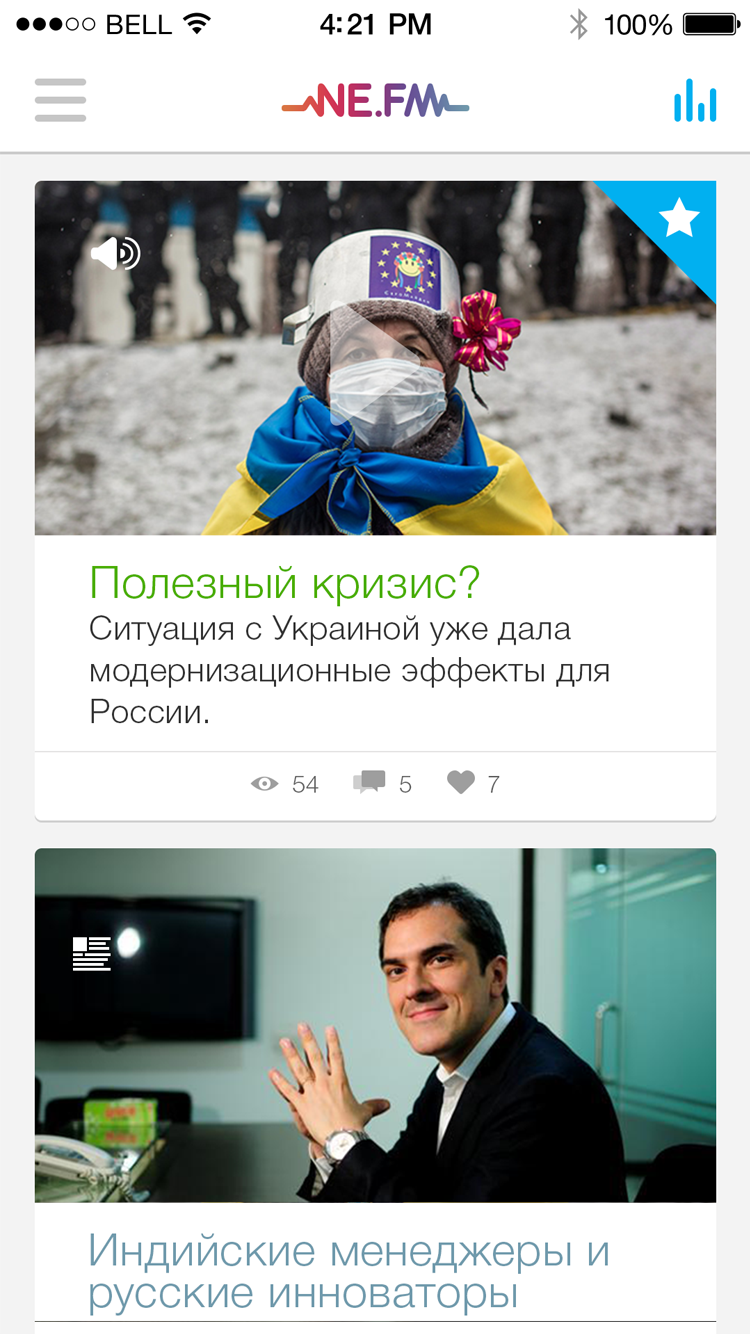 BELL 4:21 PM 100%
NE.FM
Полезный кризис?
Ситуация с Украиной уже дала
модернизационные эффекты для
России.
54 5 7
Индийские менеджеры и
русские инноваторы